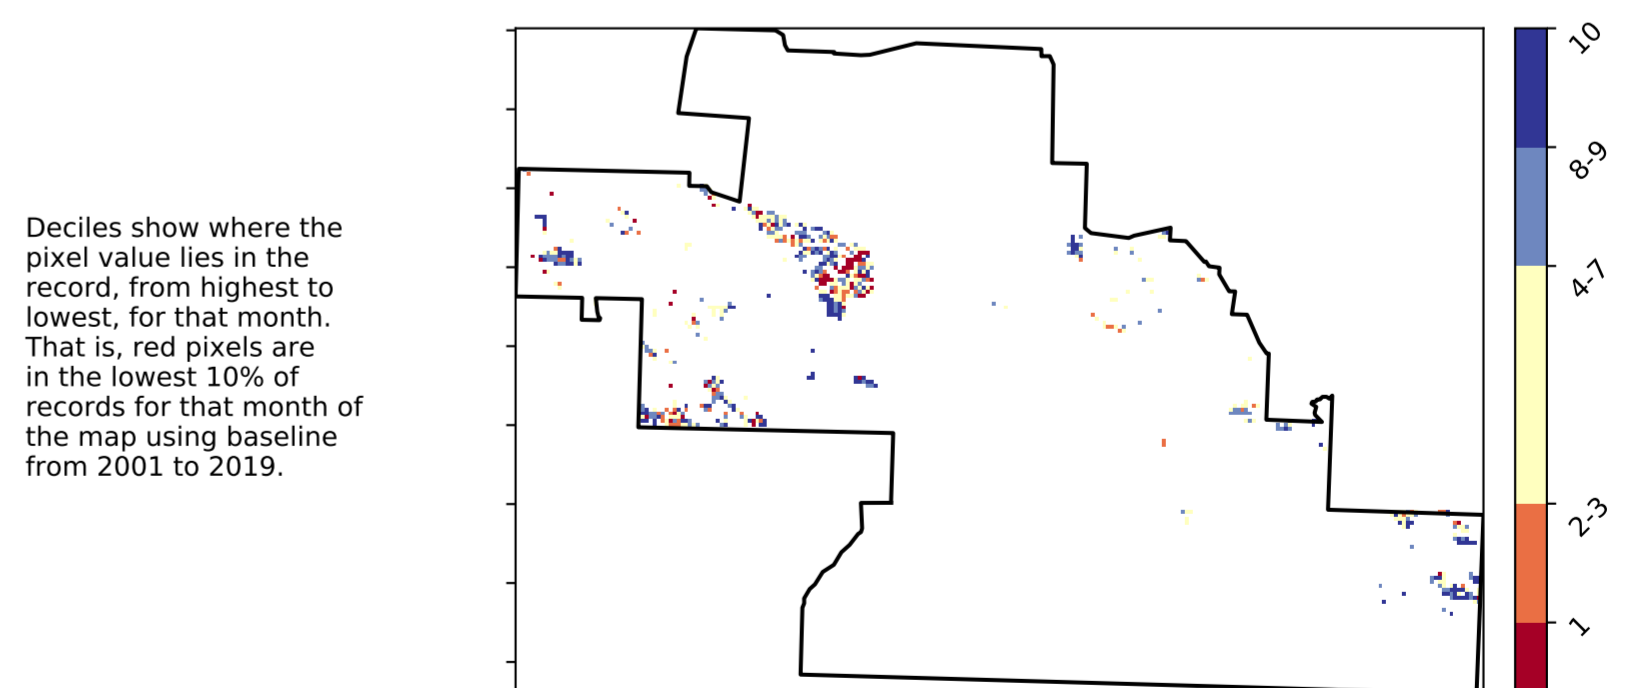 Deciles show where the
pixel value lies in the
record, from highest to
lowest, for that month.
That is, red pixels are
in the lowest 10% of
records for that month of
the map using baseline
from 2001 to 2019.
10
8-9
4-7
2-3
1